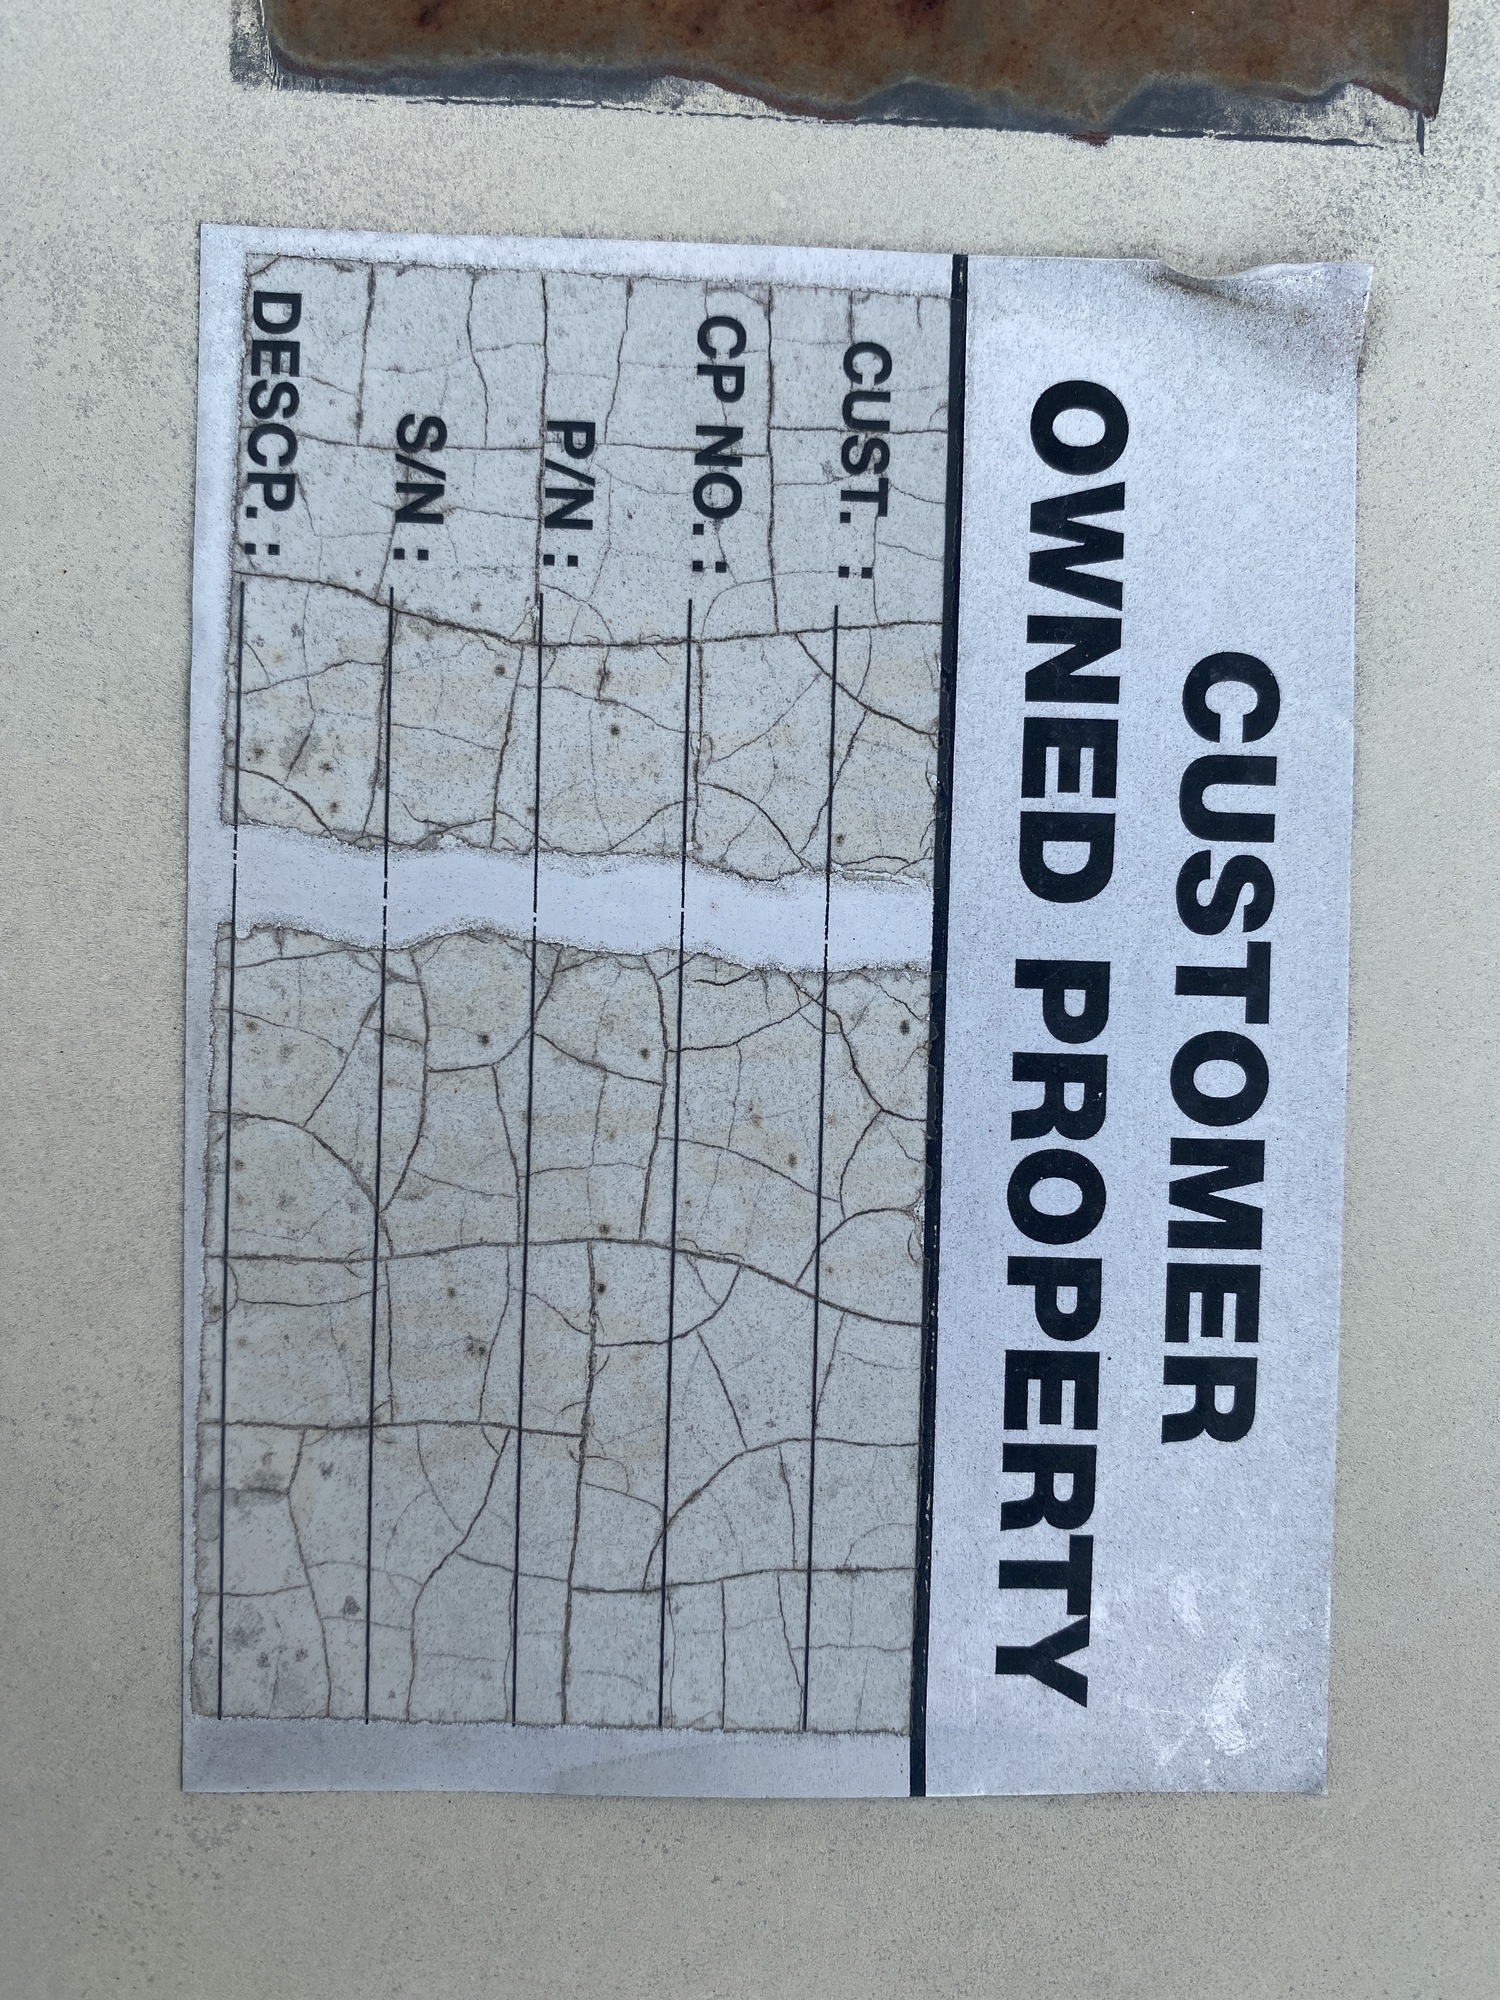 CUSTOMER
OWNED PROPERTY
CUST. :
CP NO. :
P/N :
S/N :
DESCP. :